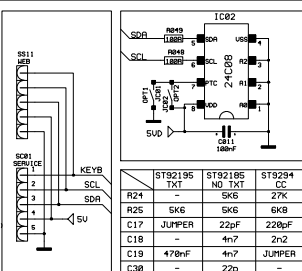 IC02
SDA
R049
100R
5
SDA
VSS
4
SCL
R048
100R
6
SCL
24C08
A2
3
7
PTC
A1
2
8
VDD
A0
1
OPT1
JC01
JC02
OPT2
5VD
C011
100nF
SS11
WEB
SC01
SERVICE
1
KEYB
2
SCL
3
SDA
4
5V
5
ST92195 TXT ST92185 NO TXT ST9294 CC
R24 - 5K6 27K
R25 5K6 5K6 6K8
C17 JUMPER 22pF 220pF
C18 - 4n7 2n2
C19 470nF 4n7 JUMPER
C30 - 22p -